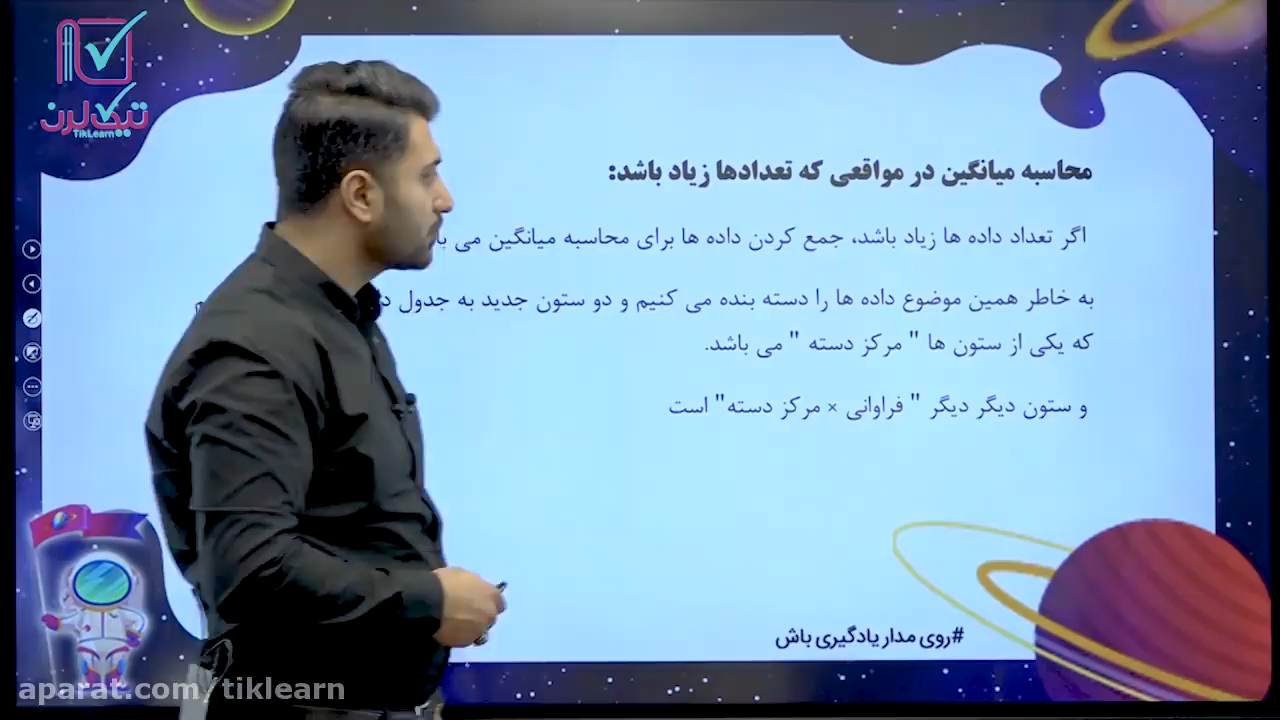 تیک لرن
TikLearn
محاسبه میانگین در مواقعی که تعدادها زیاد باشد:
اگر تعداد داده ها زیاد باشد، جمع کردن داده ها برای محاسبه میانگین می
به خاطر همین موضوع داده ها را دسته بنده می کنیم و دو ستون جدید به جدول
که یکی از ستون ها " مرکز دسته " می باشد.
و ستون دیگر دیگر " فراوانی × مرکز دسته" است
#روی مدار یادگیری باش
aparat.com/tiklearn